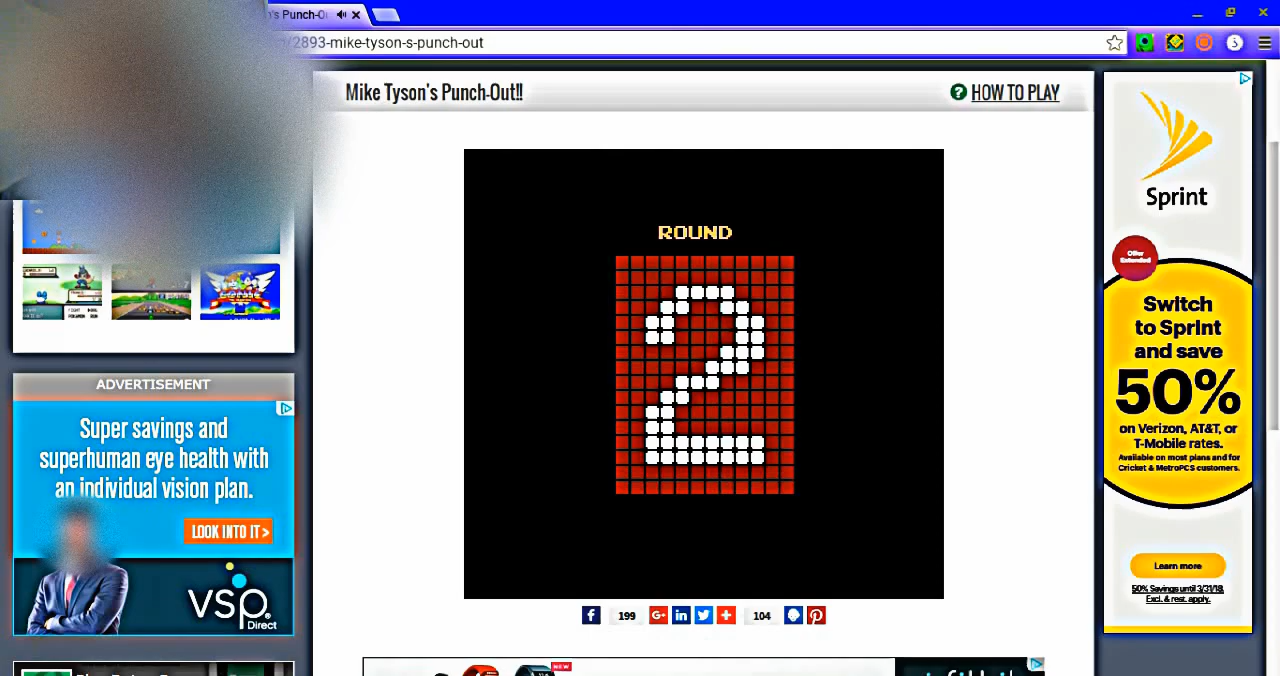 's Punch-O
/2893-mike-tyson-s-punch-out
Mike Tyson's Punch-Out!!
HOW TO PLAY
ROUND
2
199
104
NEW
ADVERTISEMENT
Super savings and
superhuman eye health with
an individual vision plan.
LOOK INTO IT >
vsp
Direct
Sprint
Offer
Extended
Switch
to Sprint
and save
50%
on Verizon, AT&T, or
T-Mobile rates.
Available on most plans and for
Cricket & MetroPCS customers.
Learn more
50% Savings until 3/31/18.
Excl. & rest. apply.